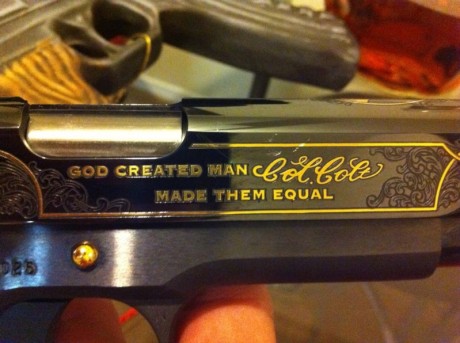 GOD CREATED MAN Col. Colt
MADE THEM EQUAL